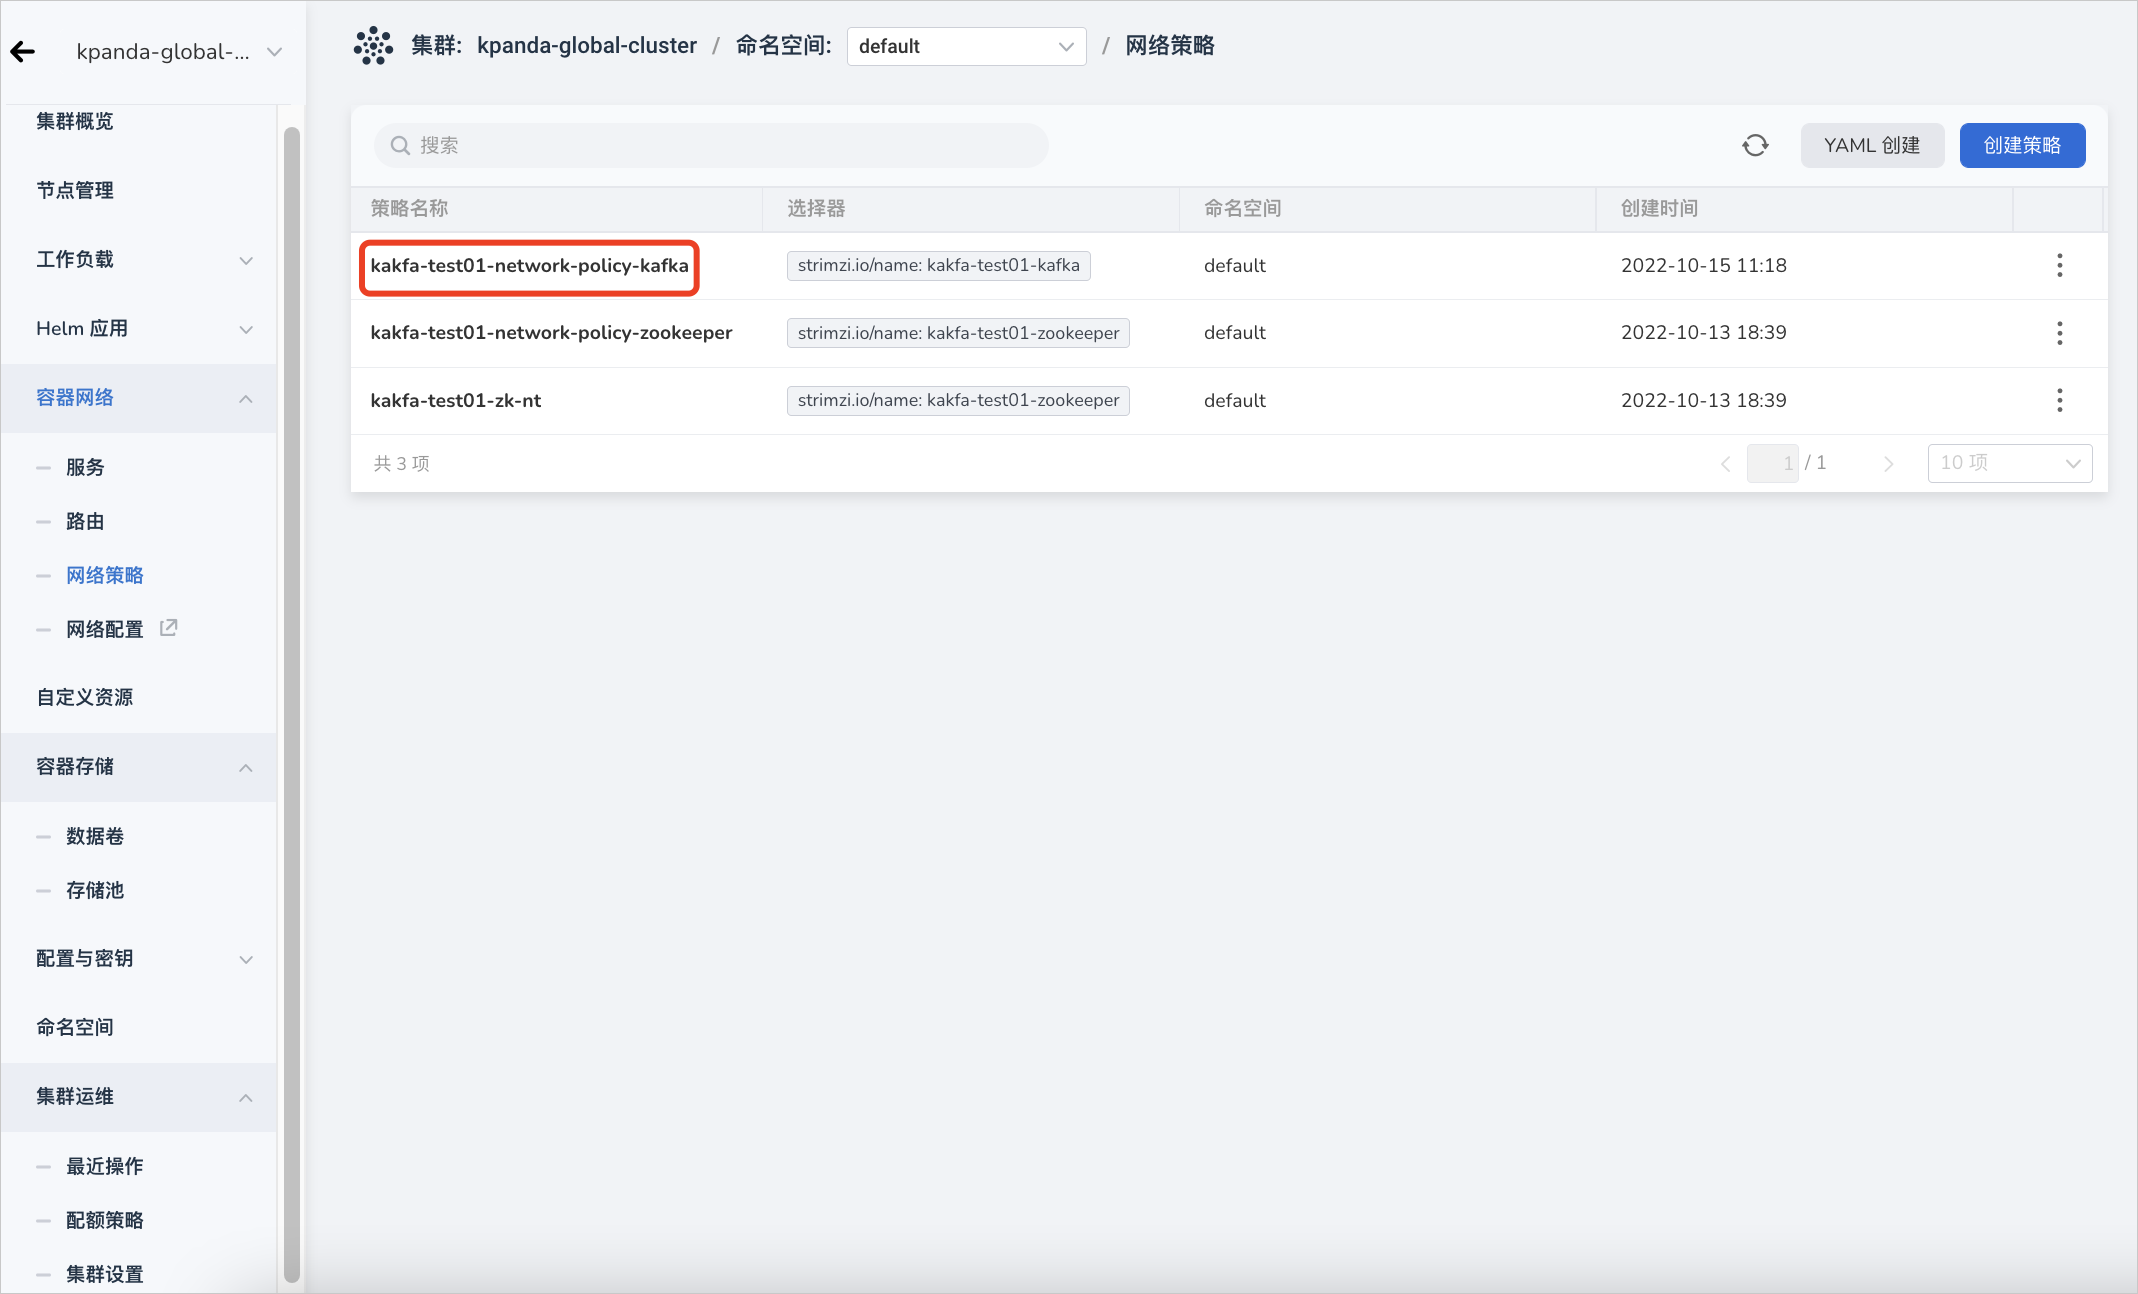 kpanda-global-...
集群概览
节点管理
工作负载
Helm 应用
容器网络
服务
路由
网络策略
网络配置
自定义资源
容器存储
数据卷
存储池
配置与密钥
命名空间
集群运维
最近操作
配额策略
集群设置
集群: kpanda-global-cluster / 命名空间: default / 网络策略
搜索 YAML 创建 创建策略
策略名称 选择器 命名空间 创建时间
kakfa-test01-network-policy-kafka strimzi.io/name: kakfa-test01-kafka default 2022-10-15 11:18
kakfa-test01-network-policy-zookeeper strimzi.io/name: kakfa-test01-zookeeper default 2022-10-13 18:39
kakfa-test01-zk-nt strimzi.io/name: kakfa-test01-zookeeper default 2022-10-13 18:39
共 3 项 1 / 1 10 项